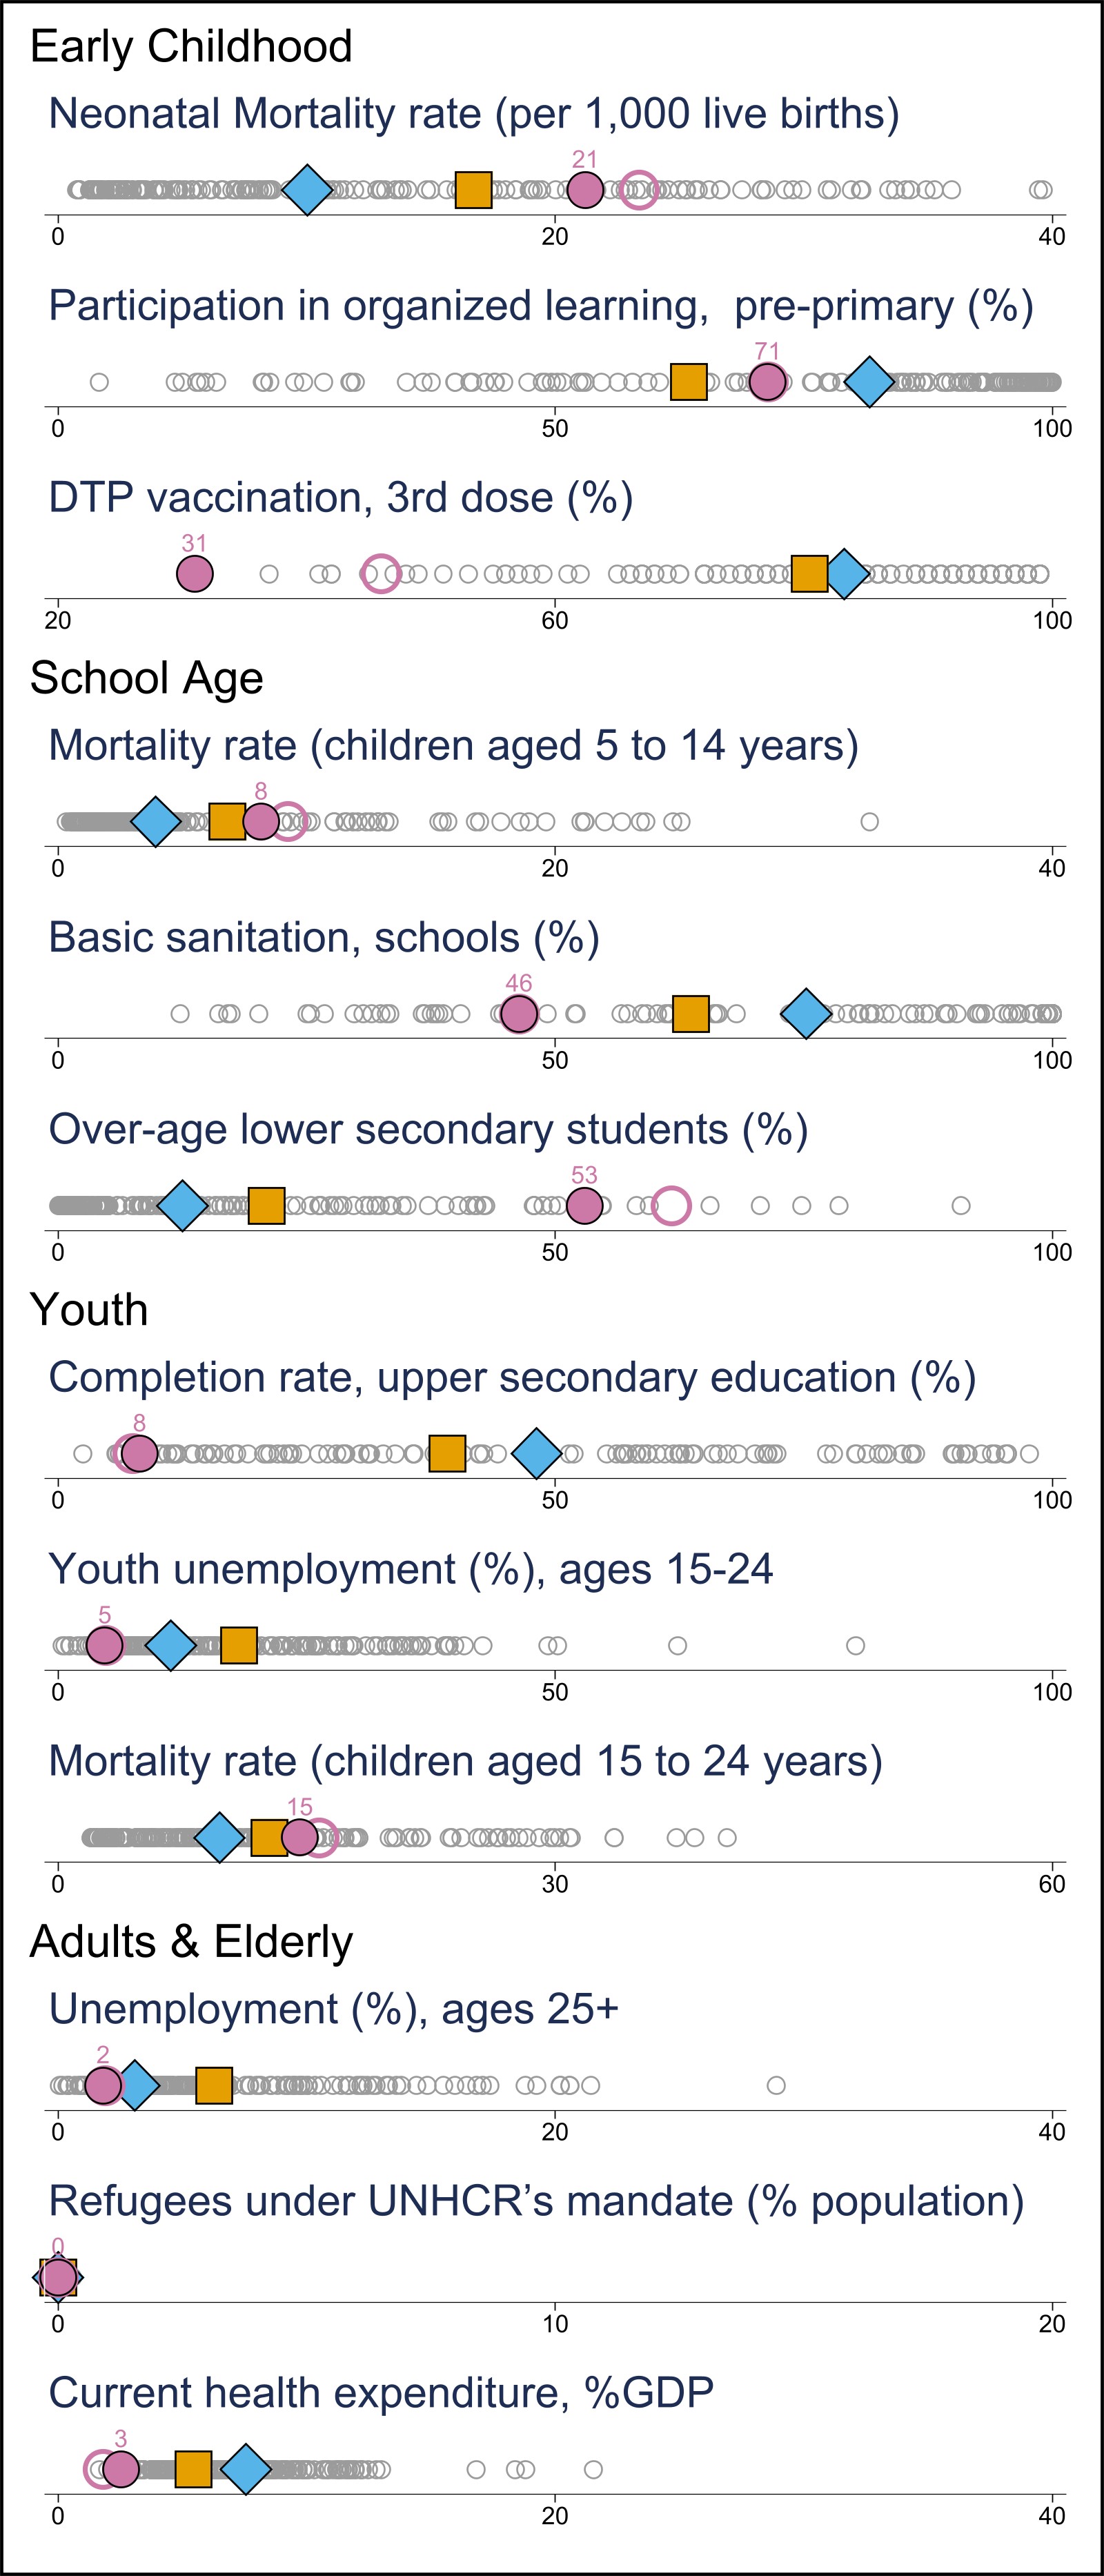 Early Childhood
Neonatal Mortality rate (per 1,000 live births)
21
0 20 40
Participation in organized learning,  pre-primary (%)
71
0 50 100
DTP vaccination, 3rd dose (%)
31
20 60 100
School Age
Mortality rate (children aged 5 to 14 years)
8
0 20 40
Basic sanitation, schools (%)
46
0 50 100
Over-age lower secondary students (%)
53
0 50 100
Youth
Completion rate, upper secondary education (%)
8
0 50 100
Youth unemployment (%), ages 15-24
5
0 50 100
Mortality rate (children aged 15 to 24 years)
15
0 30 60
Adults & Elderly
Unemployment (%), ages 25+
2
0 20 40
Refugees under UNHCR’s mandate (% population)
0
0 10 20
Current health expenditure, %GDP
3
0 20 40